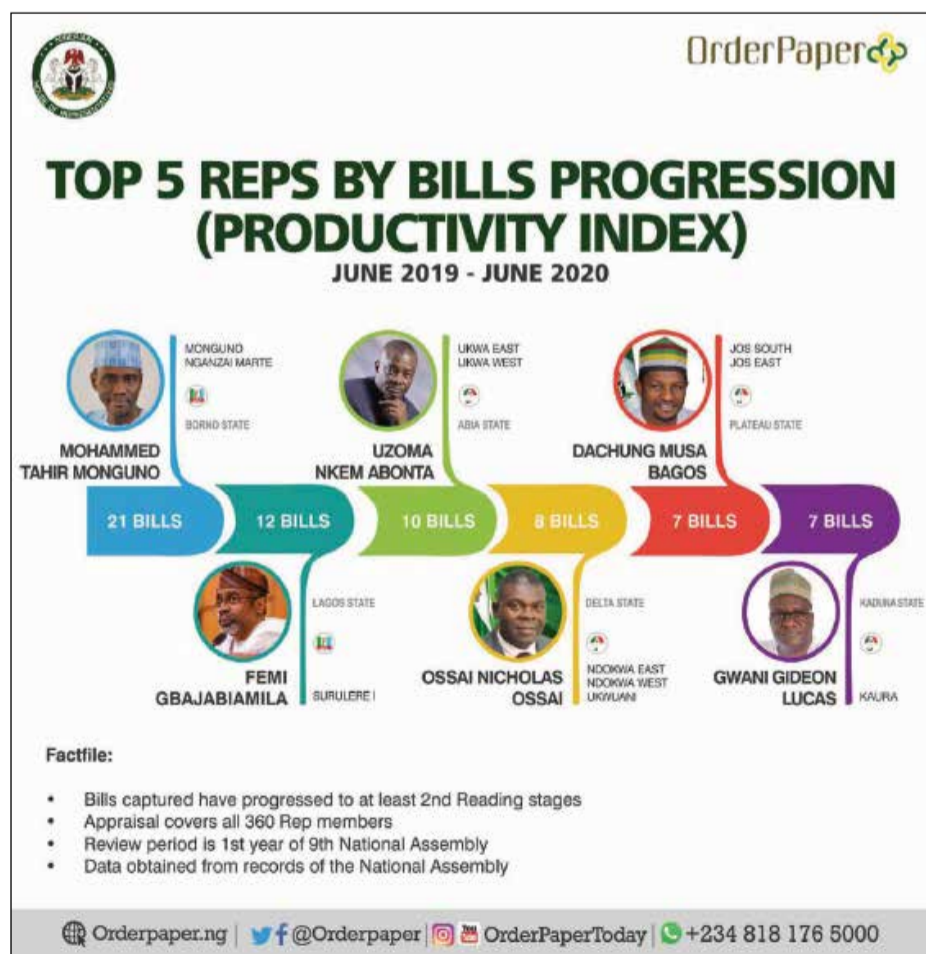 NIGERIAN
HOUSE OF REPRESENTATIVES
OrderPaper
TOP 5 REPS BY BILLS PROGRESSION
(PRODUCTIVITY INDEX)
JUNE 2019 - JUNE 2020
MONGUNO
NGANZAI MARTE
BORNO STATE
MOHAMMED
TAHIR MONGUNO
21 BILLS
UKWA EAST
UKWA WEST
ABIA STATE
UZOMA
NKEM ABONTA
10 BILLS
JOS SOUTH
JOS EAST
PLATEAU STATE
DACHUNG MUSA
BAGOS
7 BILLS
12 BILLS
LAGOS STATE
FEMI
GBAJABIAMILA
SURULERE I
8 BILLS
DELTA STATE
OSSAI NICHOLAS
OSSAI
NDOKWA EAST
NDOKWA WEST
UKWUANI
7 BILLS
KADUNA STATE
GWANI GIDEON
LUCAS
KAURA
Factfile:
• Bills captured have progressed to at least 2nd Reading stages
• Appraisal covers all 360 Rep members
• Review period is 1st year of 9th National Assembly
• Data obtained from records of the National Assembly
Orderpaper.ng | @Orderpaper | OrderPaperToday | +234 818 176 5000